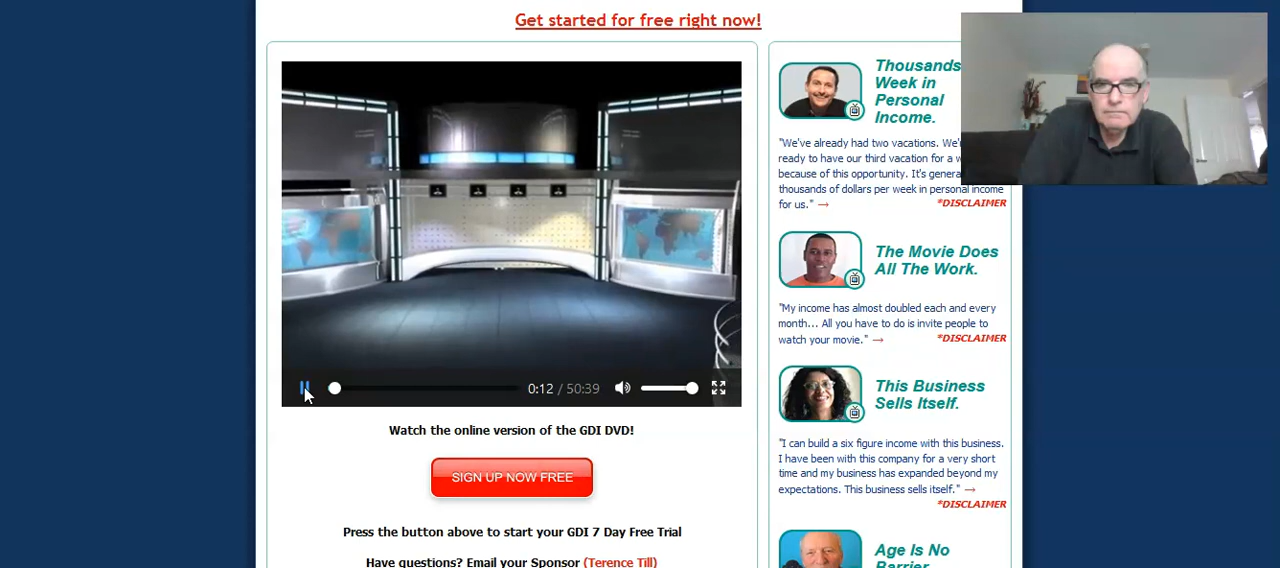 Get started for free right now!
Thousands
Week in
Personal
Income.
"We've already had two vacations. We'r
ready to have our third vacation for a w
because of this opportunity. It's genera
thousands of dollars per week in personal income
for us." →
*DISCLAIMER
The Movie Does
All The Work.
"My income has almost doubled each and every
month... All you have to do is invite people to
watch your movie." →
*DISCLAIMER
This Business
Sells Itself.
"I can build a six figure income with this business.
I have been with this company for a very short
time and my business has expanded beyond my
expectations. This business sells itself." →
*DISCLAIMER
Age Is No
Barrier
0:12 / 50:39
Watch the online version of the GDI DVD!
SIGN UP NOW FREE
Press the button above to start your GDI 7 Day Free Trial
Have questions? Email your Sponsor (Terence Till)